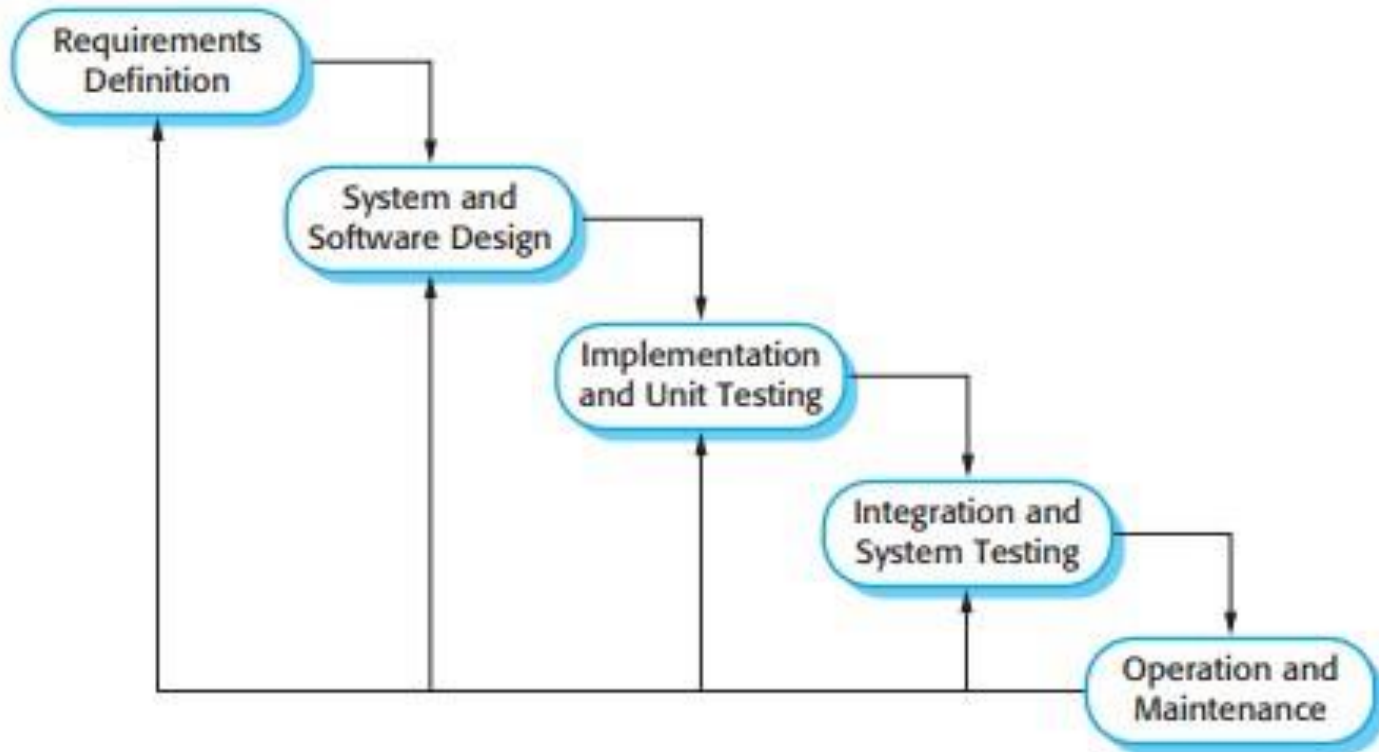 Requirements
Definition
System and
Software Design
Implementation
and Unit Testing
Integration and
System Testing
Operation and
Maintenance